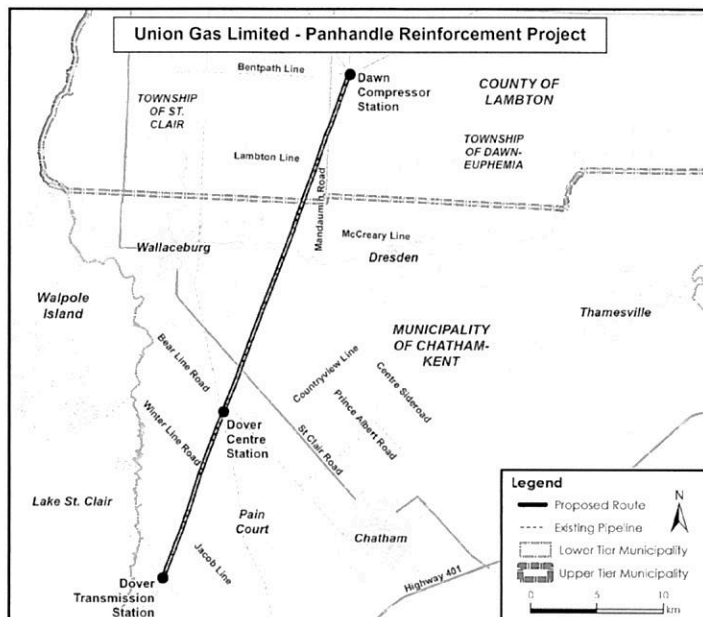 Union Gas Limited - Panhandle Reinforcement Project
Bentpath Line
Dawn
Compressor
Station
COUNTY OF
LAMBTON
TOWNSHIP
OF ST.
CLAIR
TOWNSHIP
OF DAWN-
EUPHEMIA
Lambton Line
Mandaumin Road
McCreary Line
Wallaceburg
Dresden
Walpole
Island
Thamesville
MUNICIPALITY
OF CHATHAM-
KENT
Bear Line Road
Countryview Line
Centre Sideroad
Prince Albert Road
Winter Line Road
Dover
Centre
Station
St Clair Road
Lake St. Clair
Pain
Court
Chatham
Jacob Line
Highway 401
Dover
Transmission
Station
Legend
N
Proposed Route
Existing Pipeline
Lower Tier Municipality
Upper Tier Municipality
0 5 10
km